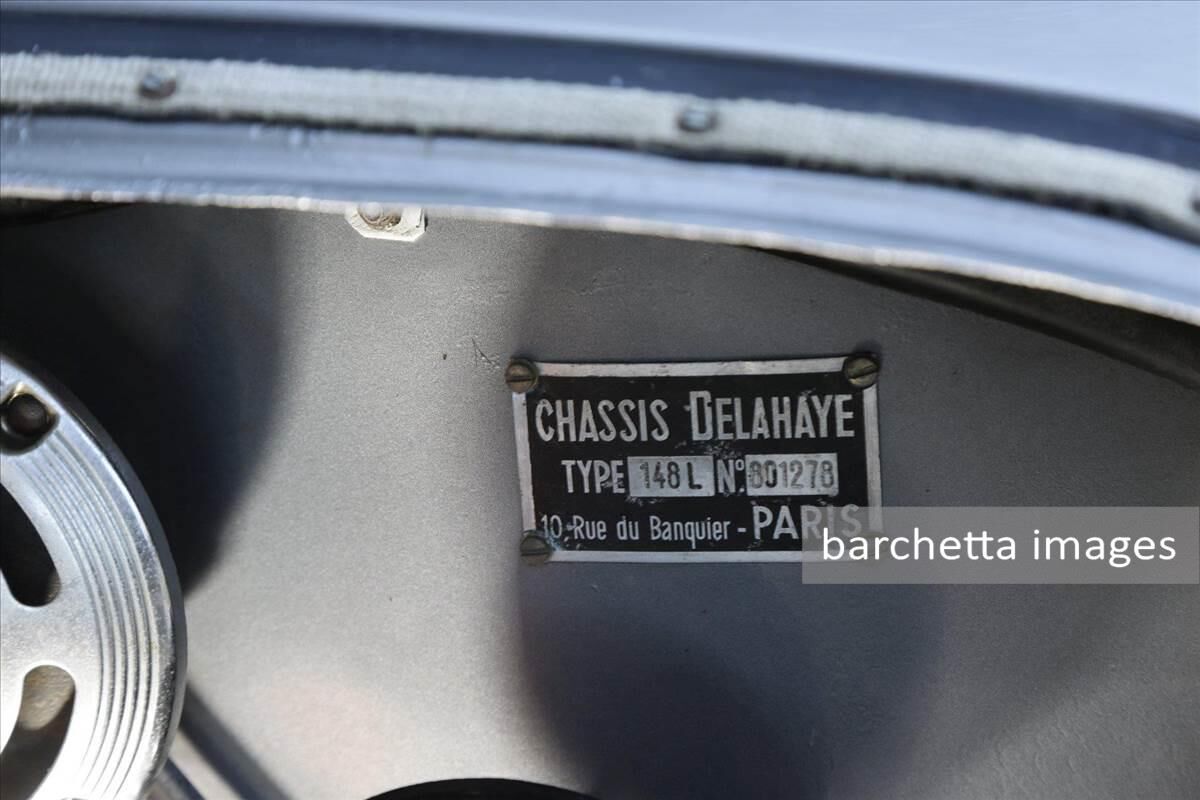 CHASSIS DELAHAYE
TYPE 148 L N° 801278
10, Rue du Banquier - PARIS
barchetta images